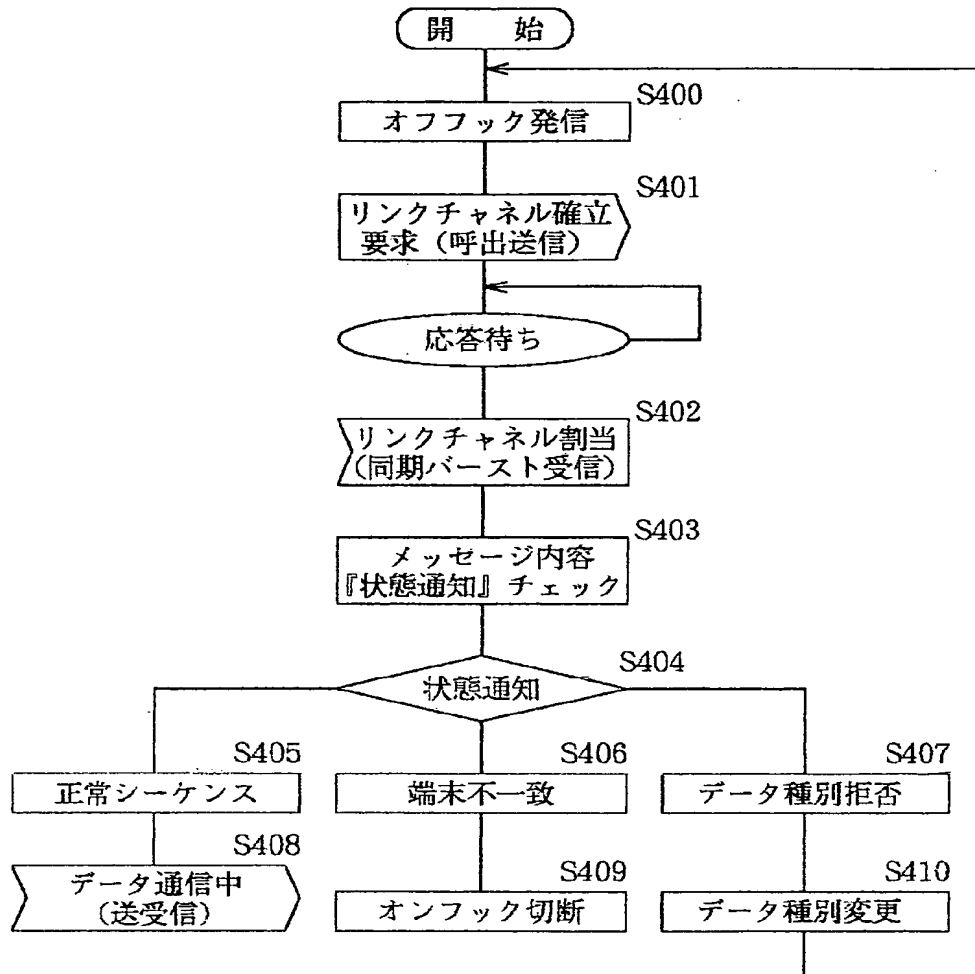 開　始
S400
オフフック発信
S401
リンクチャネル確立
要求（呼出送信）
応答待ち
S402
リンクチャネル割当
(同期バースト受信)
S403
メッセージ内容
『状態通知』チェック
S404
状態通知
S405
正常シーケンス
S406
端末不一致
S407
データ種別拒否
S408
データ通信中
(送受信)
S409
オンフック切断
S410
データ種別変更